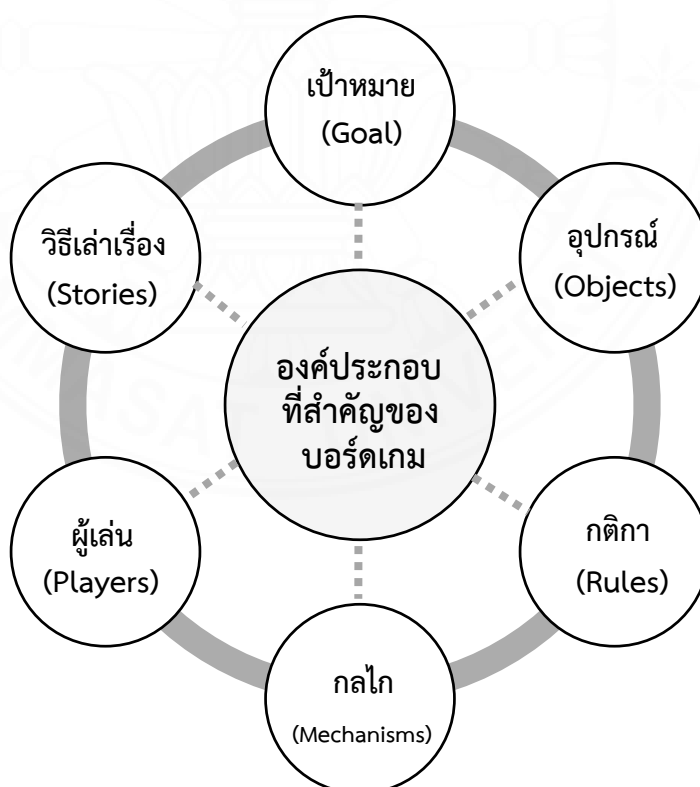 เป้าหมาย
(Goal)
วิธีเล่าเรื่อง
(Stories)
อุปกรณ์
(Objects)
องค์ประกอบ
ที่สำคัญของ
บอร์ดเกม
ผู้เล่น
(Players)
กติกา
(Rules)
กลไก
(Mechanisms)